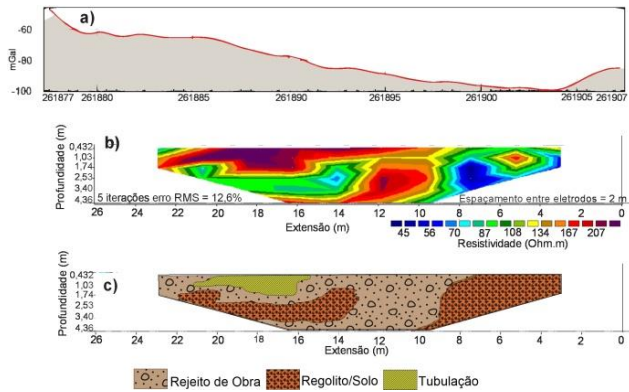 a)
mGal
-60
-80
-100
261877 261880 261885 261890 261895 261900 261905 261907
b)
Profundidade (m)
0,432
1,03
1,74
2,53
3,40
4,36
5 iterações erro RMS = 12,6%
Espaçamento entre eletrodos = 2 m
26 24 22 20 18 16 14 12 10 8 6 4 2 0
Extensão (m)
45 56 70 87 108 134 167 207
Resistividade (Ohm.m)
c)
Profundidade (m)
0,432
1,03
1,74
2,53
3,40
4,36
26 24 22 20 18 16 14 12 10 8 6 4 2 0
Extensão (m)
Rejeito de Obra Regolito/Solo Tubulação